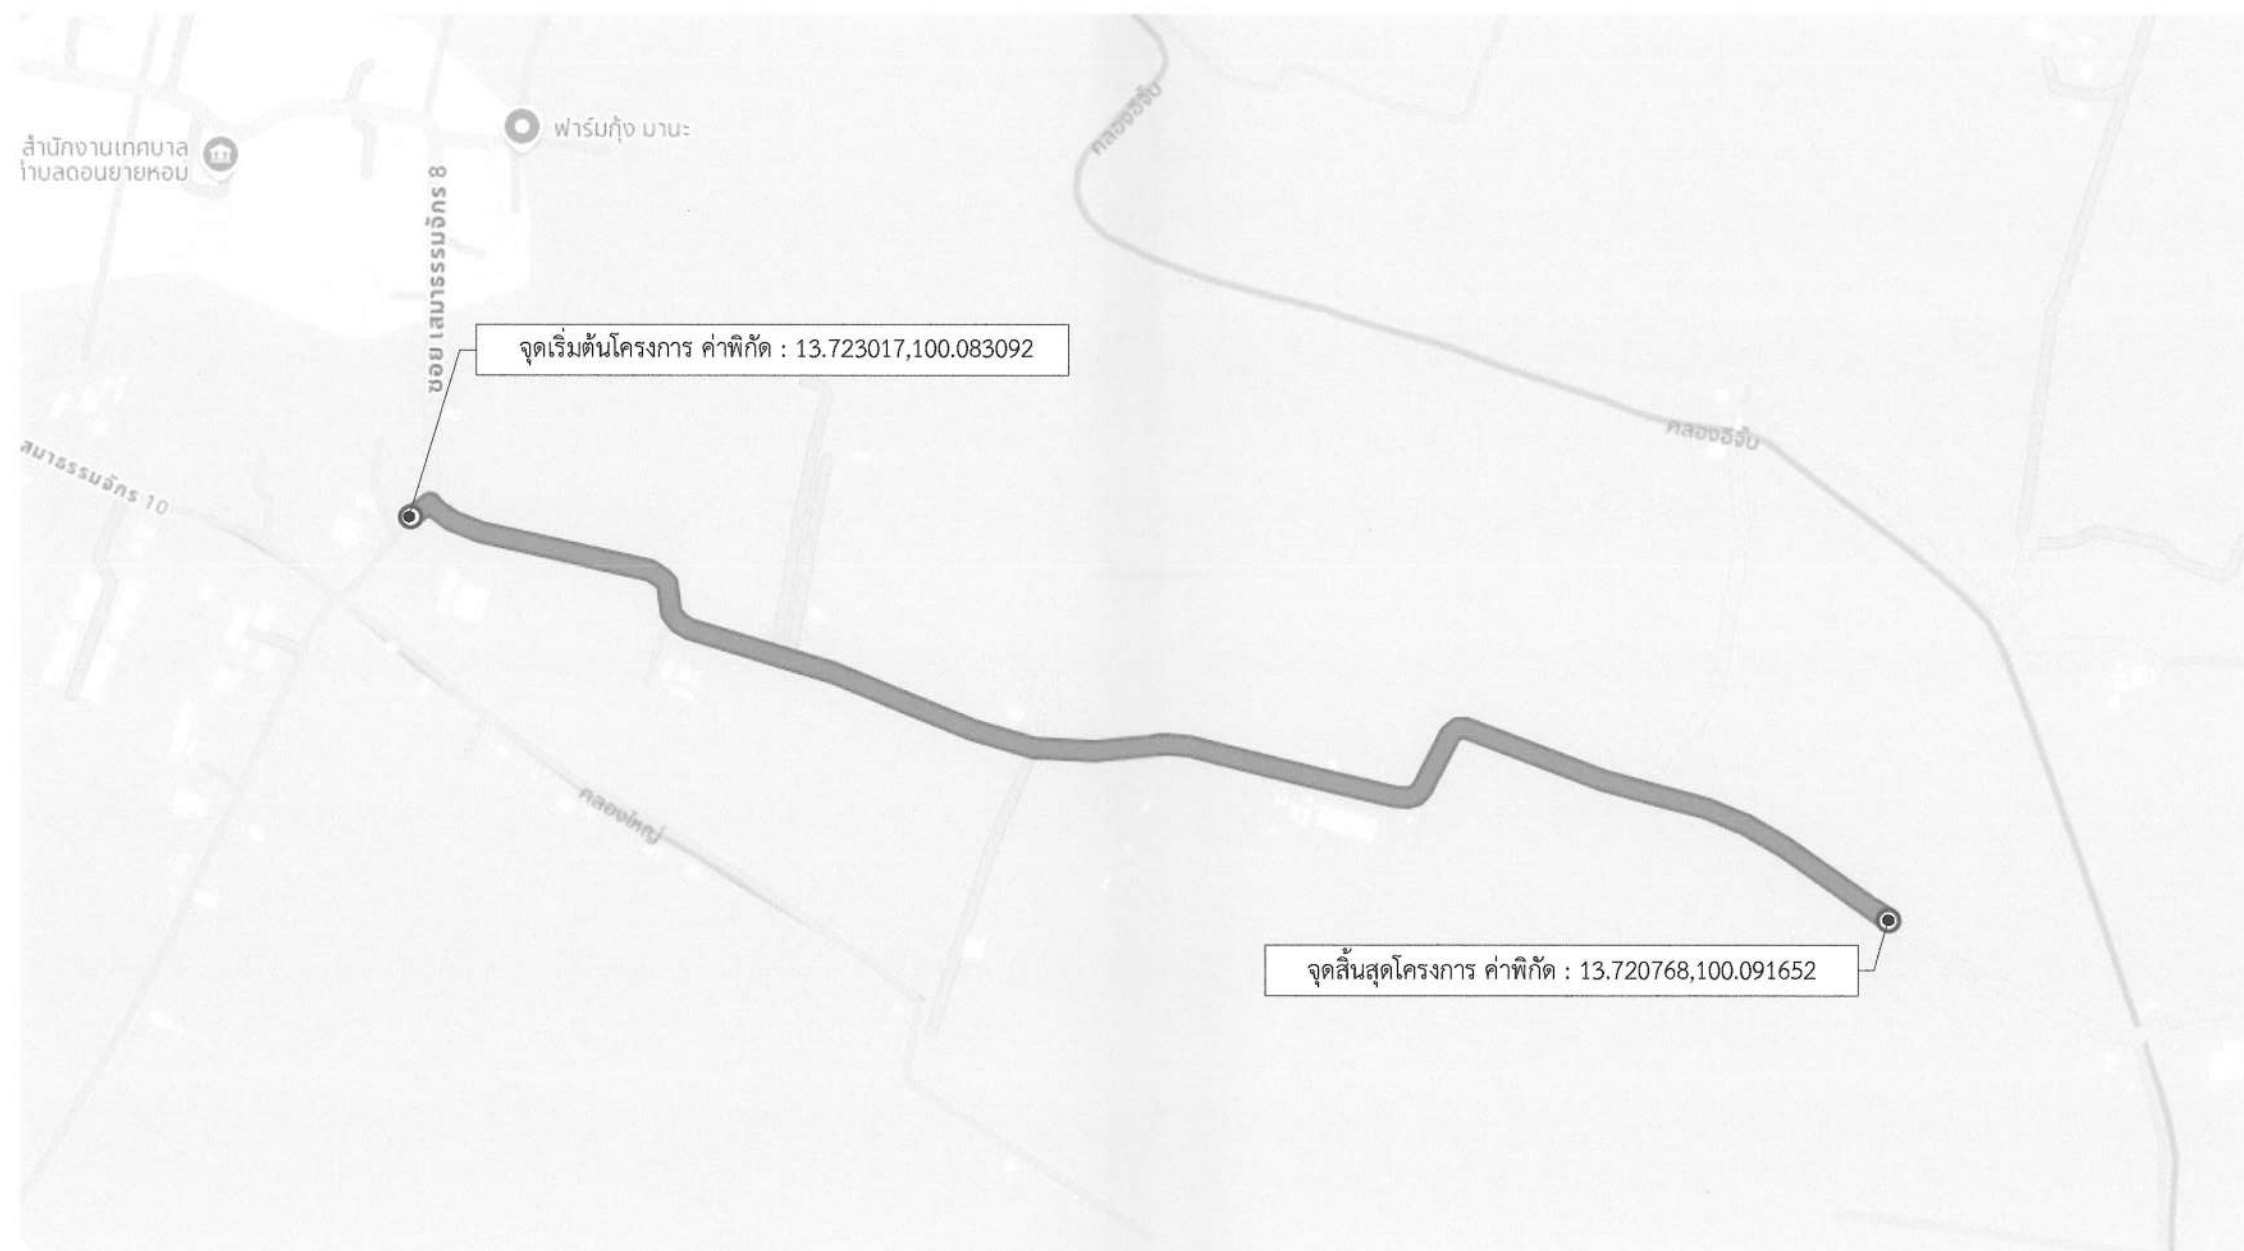 คลองอีจั๊บ
ฟาร์มกุ้ง มานะ
สำนักงานเทศบาล
ตำบลดอนยายหอม
ซอย เสมาธรรมจักร 8
จุดเริ่มต้นโครงการ ค่าพิกัด : 13.723017,100.083092
สมาธรรมจักร 10
คลองใหญ่
จุดสิ้นสุดโครงการ ค่าพิกัด : 13.720768,100.091652
คลองอีจั๊บ